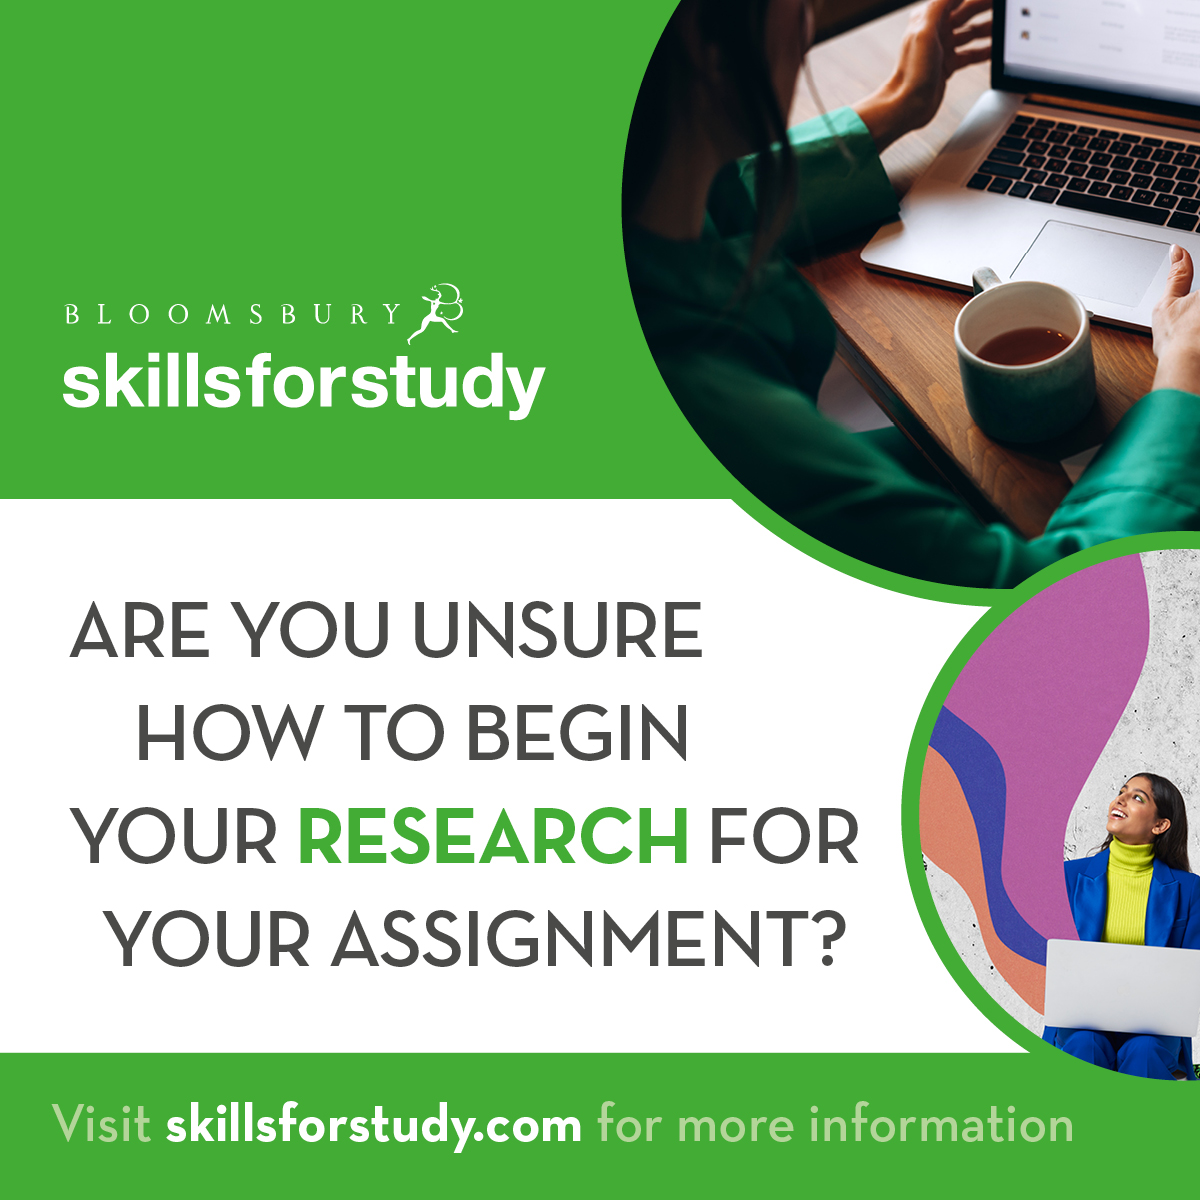 BLOOMSBURY
skillsforstudy
ARE YOU UNSURE
HOW TO BEGIN
YOUR RESEARCH FOR
YOUR ASSIGNMENT?
Visit skillsforstudy.com for more information